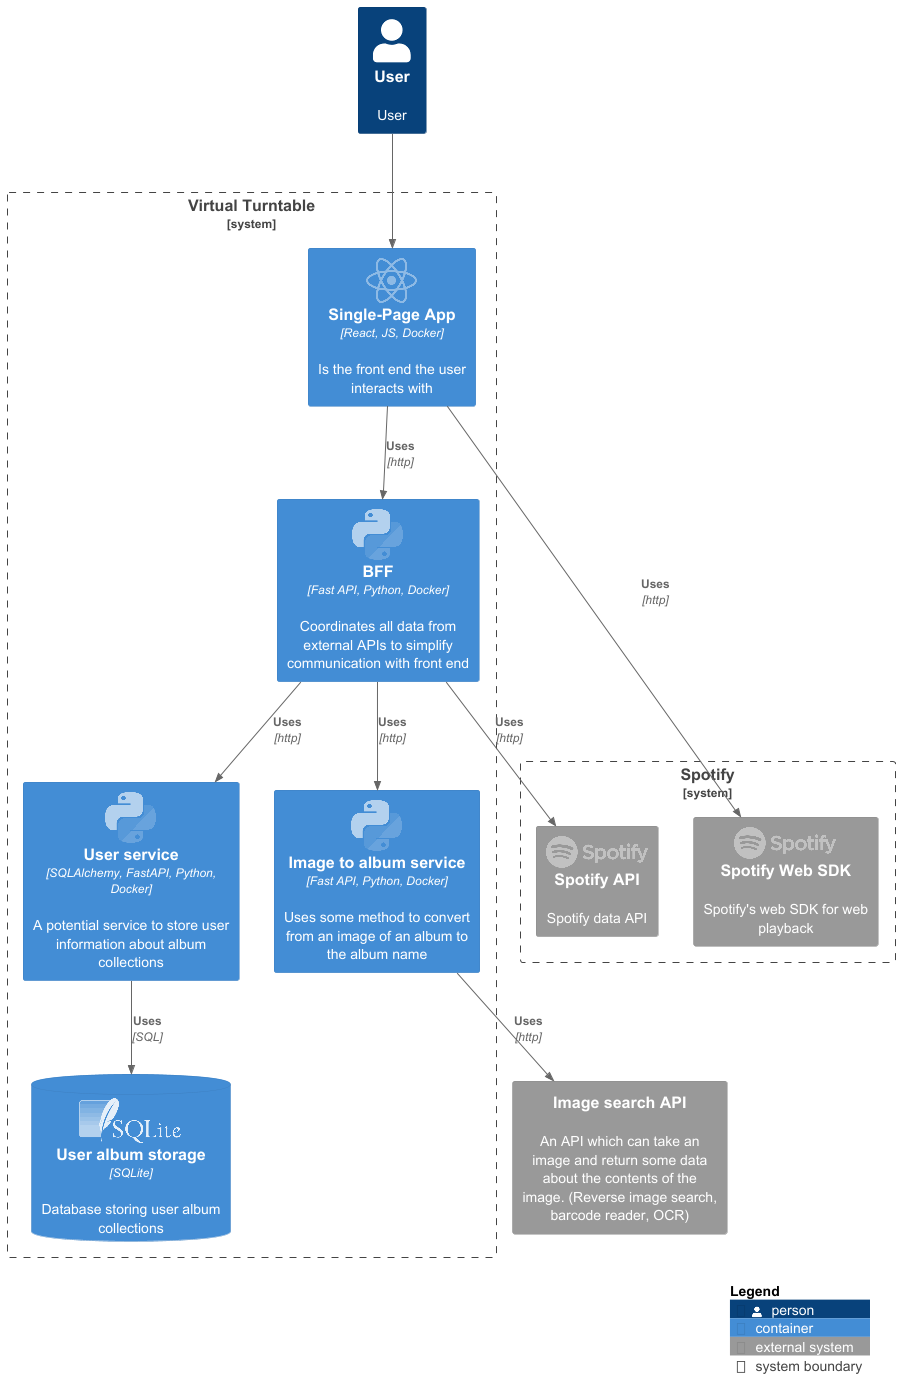 User
User
Virtual Turntable
[system]
Single-Page App
[React, JS, Docker]
Is the front end the user
interacts with
Uses
[http]
BFF
[Fast API, Python, Docker]
Coordinates all data from
external APIs to simplify
communication with front end
Uses
[http]
Uses
[http]
Uses
[http]
Uses
[http]
Spotify
[system]
User service
[SQLAlchemy, FastAPI, Python,
Docker]
A potential service to store user
information about album
collections
Image to album service
[Fast API, Python, Docker]
Uses some method to convert
from an image of an album to
the album name
Spotify
Spotify API
Spotify data API
Spotify
Spotify Web SDK
Spotify's web SDK for web
playback
Uses
[SQL]
Uses
[http]
SQLite
User album storage
[SQLite]
Database storing user album
collections
Image search API
An API which can take an
image and return some data
about the contents of the
image. (Reverse image search,
barcode reader, OCR)
Legend
person
container
external system
system boundary